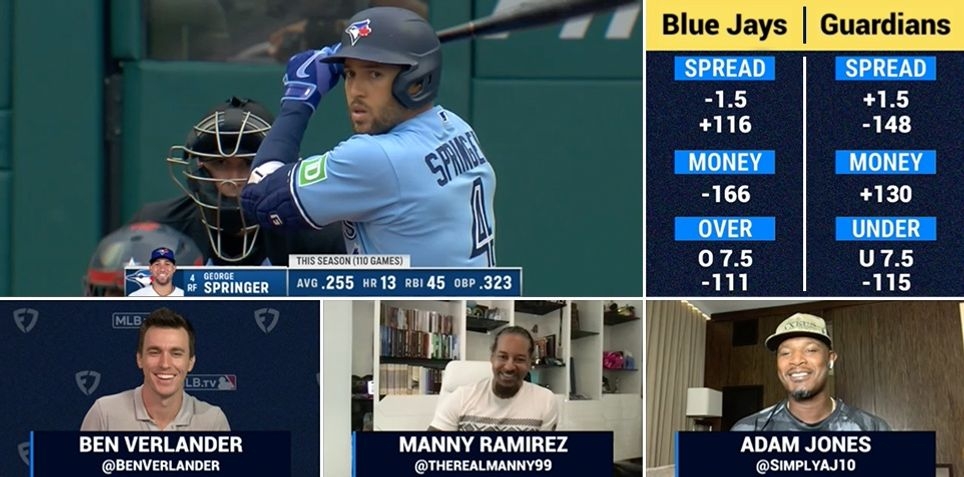 SPRINGER
4
TD
THIS SEASON (110 GAMES)
4
RF
GEORGE
SPRINGER
AVG .255 HR 13 RBI 45 OBP .323
Blue Jays | Guardians
SPREAD SPREAD
-1.5 +1.5
+116 -148
MONEY MONEY
-166 +130
OVER UNDER
O 7.5 U 7.5
-111 -115
MLB
LB.TV
BEN VERLANDER
@BENVERLANDER
MANNY RAMIREZ
@THEREALMANNY99
ADAM JONES
@SIMPLYAJ10